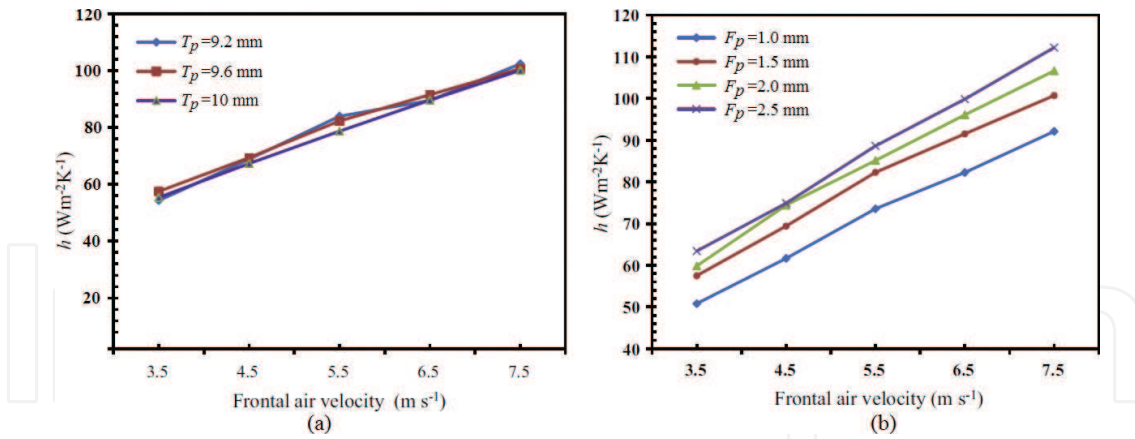 120
100
80
60
40
20
h (Wm-2K-1)
Tp=9.2 mm
Tp=9.6 mm
Tp=10 mm
3.5 4.5 5.5 6.5 7.5
Frontal air velocity (m s-1)
(a)
120
110
100
90
80
70
60
50
40
h (Wm-2K-1)
Fp=1.0 mm
Fp=1.5 mm
Fp=2.0 mm
Fp=2.5 mm
3.5 4.5 5.5 6.5 7.5
Frontal air velocity (m s-1)
(b)